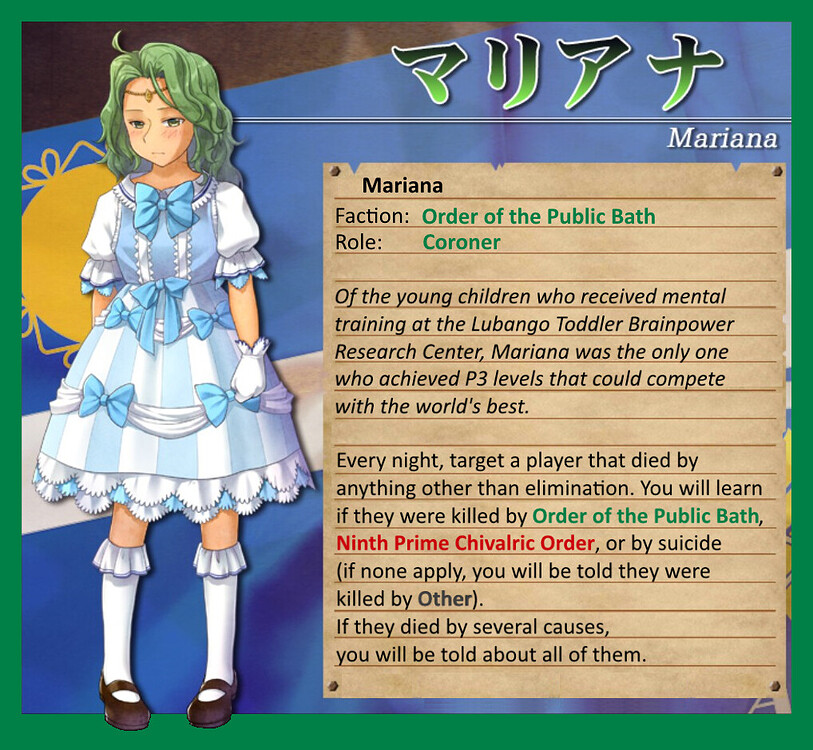 マリアナ
Mariana
Mariana
Faction: Order of the Public Bath
Role: Coroner
Of the young children who received mental
training at the Lubango Toddler Brainpower
Research Center, Mariana was the only one
who achieved P3 levels that could compete
with the world's best.
Every night, target a player that died by
anything other than elimination. You will learn
if they were killed by Order of the Public Bath,
Ninth Prime Chivalric Order, or by suicide
(if none apply, you will be told they were
killed by Other).
If they died by several causes,
you will be told about all of them.